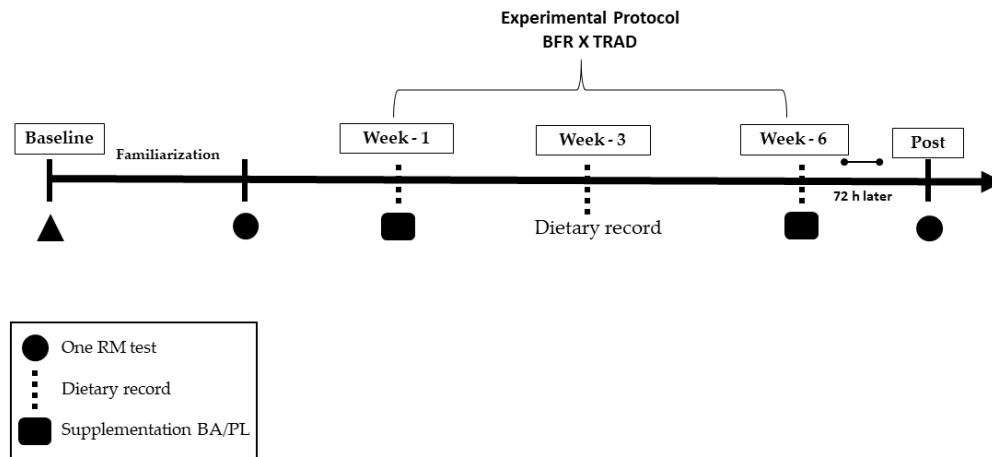 Experimental Protocol
BFR X TRAD
Baseline
Familiarization
Week - 1
Week - 3
Week - 6
Post
72 h later
Dietary record
One RM test
Dietary record
Supplementation BA/PL